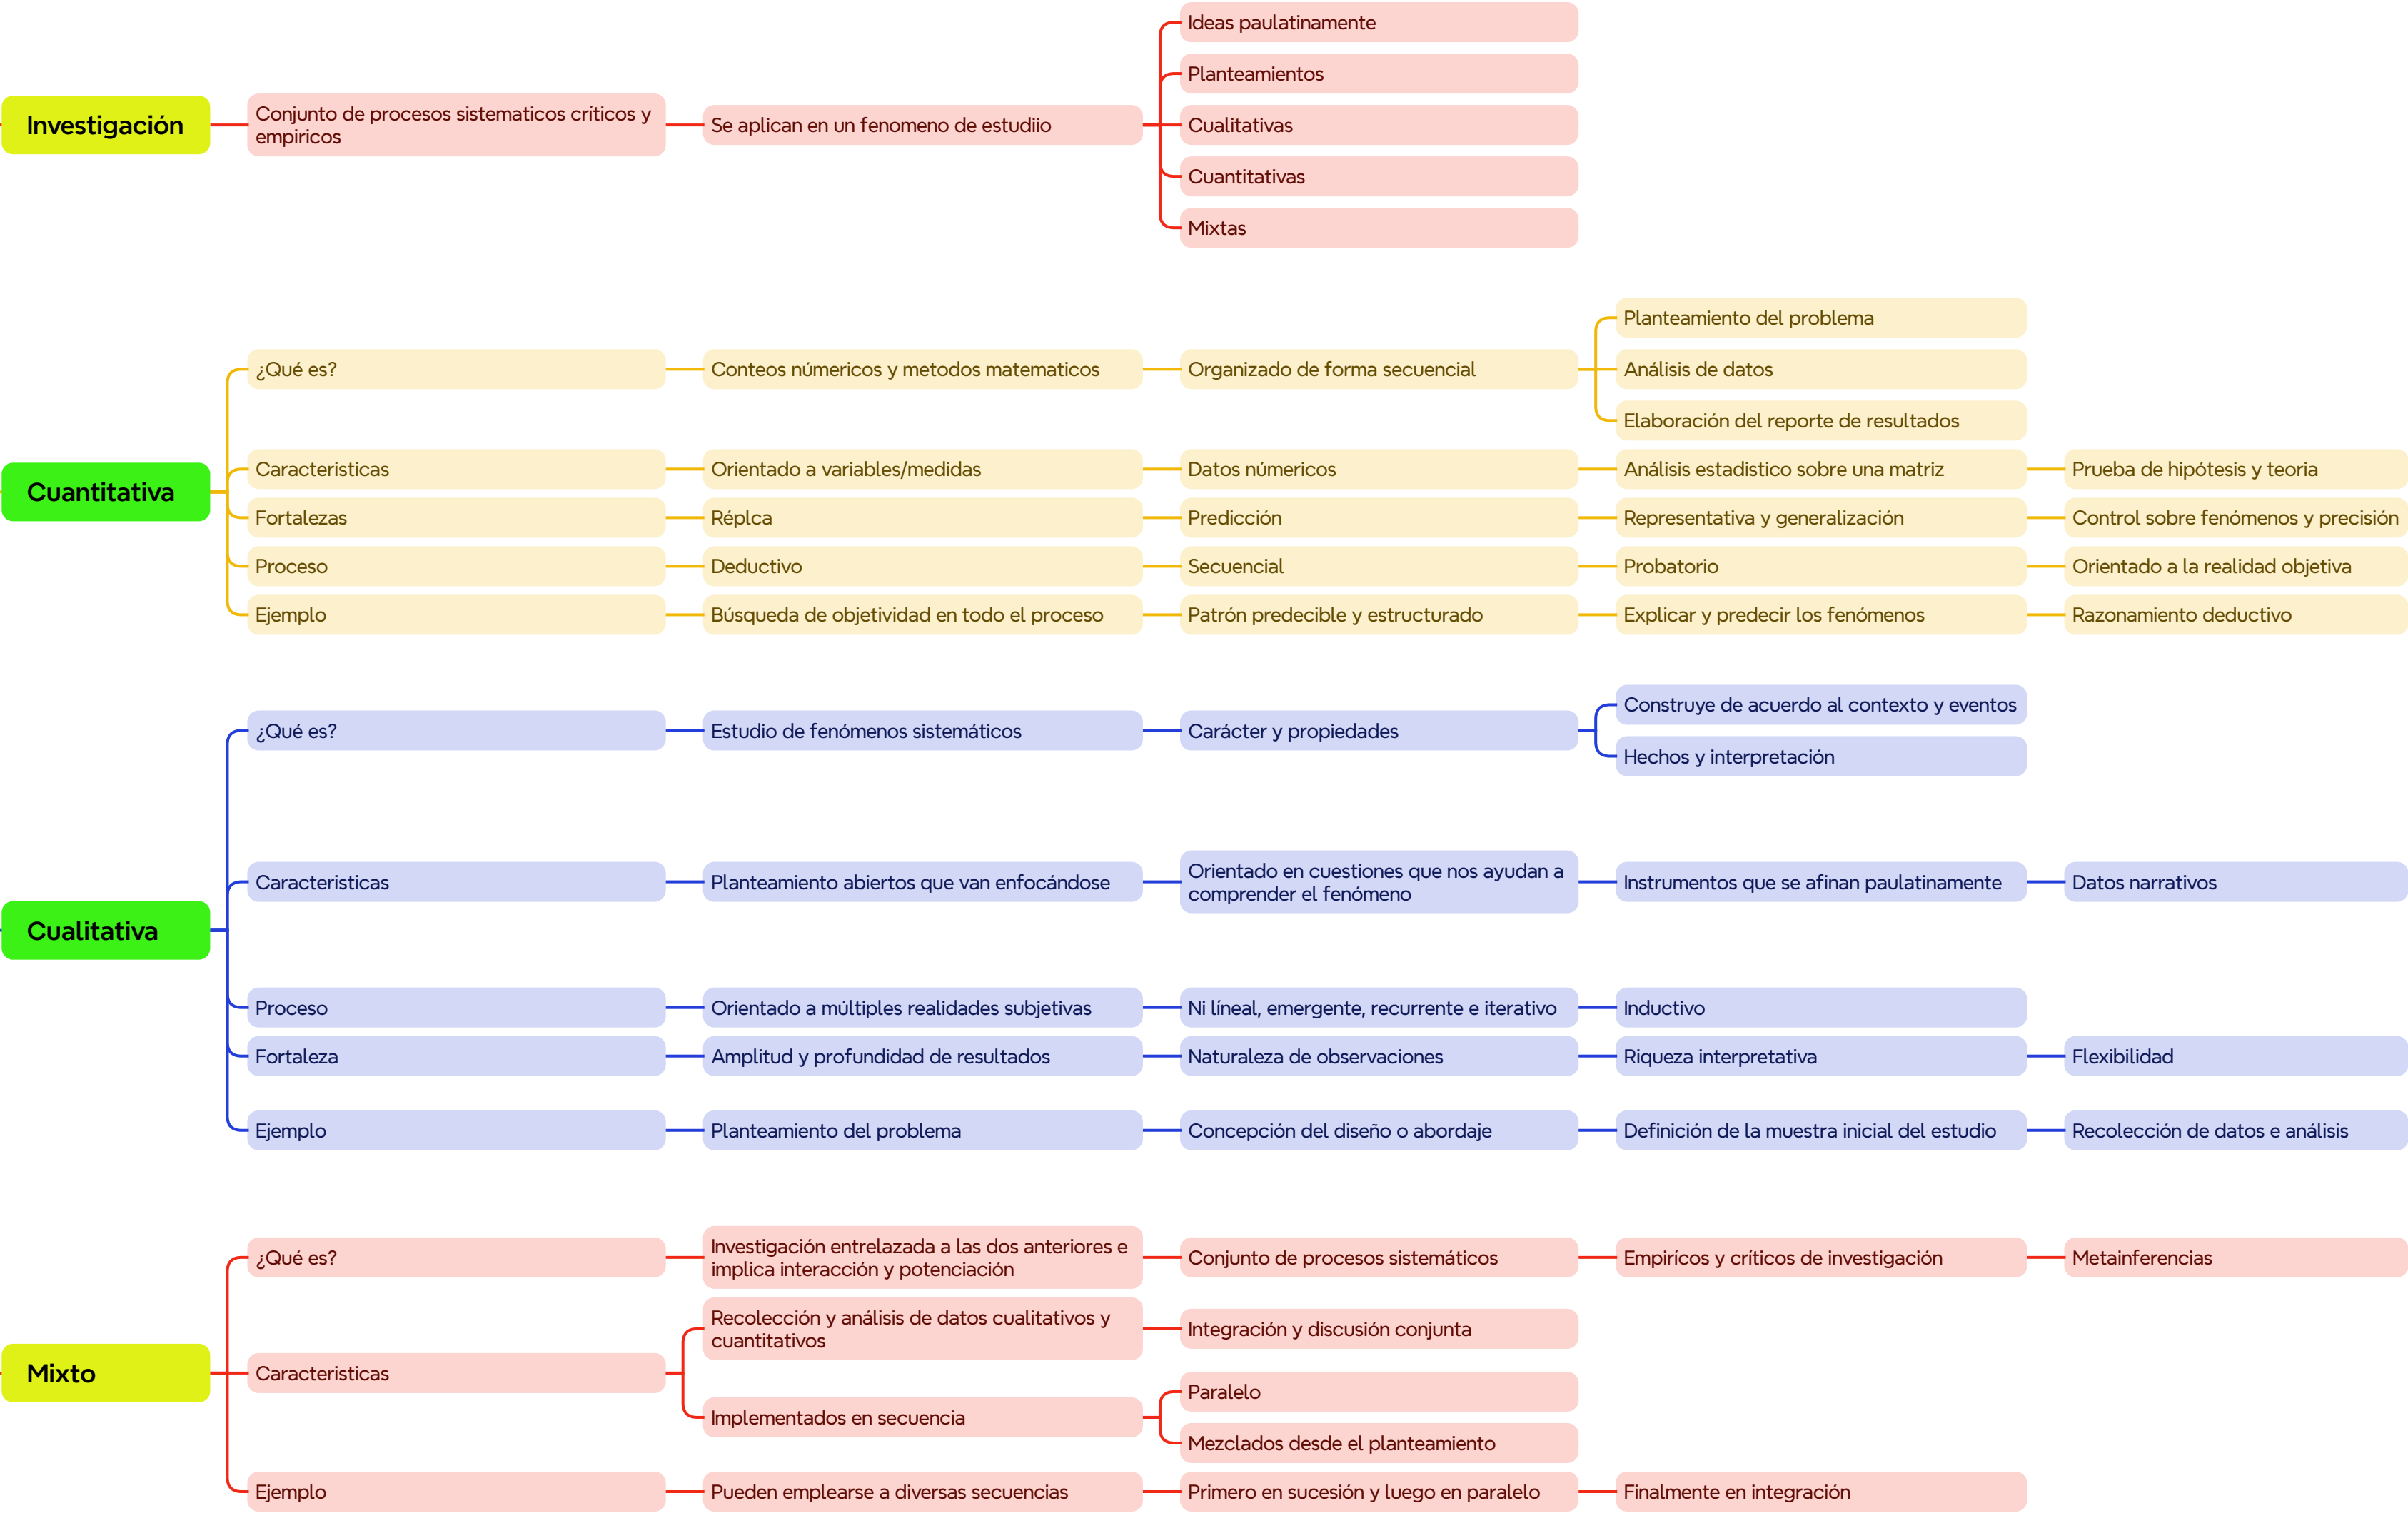 Investigación
Conjunto de procesos sistematicos críticos y
empiricos
Se aplican en un fenomeno de estudiio
Ideas paulatinamente
Planteamientos
Cualitativas
Cuantitativas
Mixtas
Cuantitativa
¿Qué es?
Conteos númericos y metodos matematicos
Organizado de forma secuencial
Planteamiento del problema
Análisis de datos
Elaboración del reporte de resultados
Caracteristicas
Orientado a variables/medidas
Datos númericos
Análisis estadistico sobre una matriz
Prueba de hipótesis y teoria
Fortalezas
Réplca
Predicción
Representativa y generalización
Control sobre fenómenos y precisión
Proceso
Deductivo
Secuencial
Probatorio
Orientado a la realidad objetiva
Ejemplo
Búsqueda de objetividad en todo el proceso
Patrón predecible y estructurado
Explicar y predecir los fenómenos
Razonamiento deductivo
Cualitativa
¿Qué es?
Estudio de fenómenos sistemáticos
Carácter y propiedades
Construye de acuerdo al contexto y eventos
Hechos y interpretación
Caracteristicas
Planteamiento abiertos que van enfocándose
Orientado en cuestiones que nos ayudan a
comprender el fenómeno
Instrumentos que se afinan paulatinamente
Datos narrativos
Proceso
Orientado a múltiples realidades subjetivas
Ni líneal, emergente, recurrente e iterativo
Inductivo
Fortaleza
Amplitud y profundidad de resultados
Naturaleza de observaciones
Riqueza interpretativa
Flexibilidad
Ejemplo
Planteamiento del problema
Concepción del diseño o abordaje
Definición de la muestra inicial del estudio
Recolección de datos e análisis
Mixto
¿Qué es?
Investigación entrelazada a las dos anteriores e
implica interacción y potenciación
Conjunto de procesos sistemáticos
Empirícos y críticos de investigación
Metainferencias
Caracteristicas
Recolección y análisis de datos cualitativos y
cuantitativos
Integración y discusión conjunta
Implementados en secuencia
Paralelo
Mezclados desde el planteamiento
Ejemplo
Pueden emplearse a diversas secuencias
Primero en sucesión y luego en paralelo
Finalmente en integración